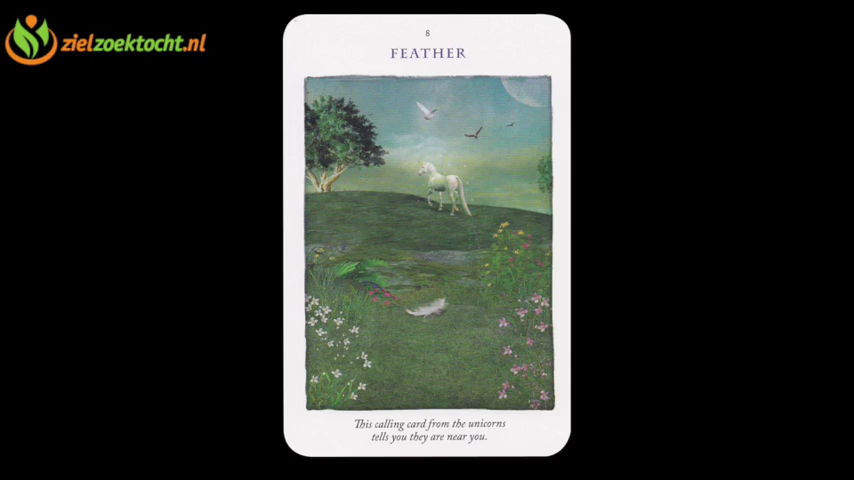 zielzoektocht.nl
8
FEATHER
This calling card from the unicorns
tells you they are near you.